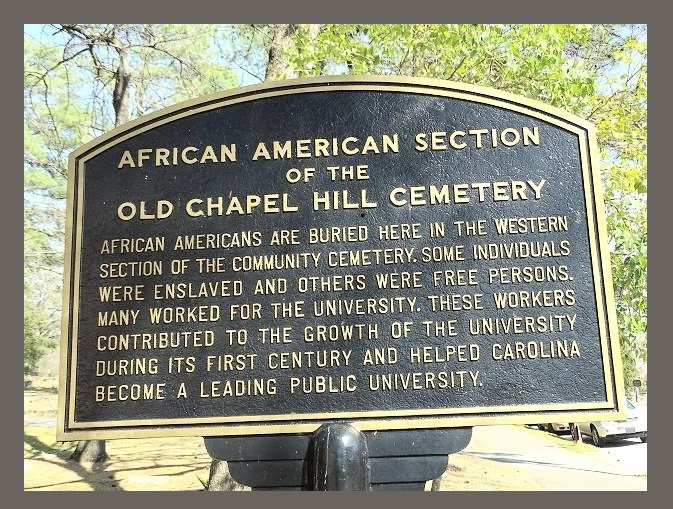 AFRICAN AMERICAN SECTION
OF THE
OLD CHAPEL HILL CEMETERY
AFRICAN AMERICANS ARE BURIED HERE IN THE WESTERN
SECTION OF THE COMMUNITY CEMETERY. SOME INDIVIDUALS
WERE ENSLAVED AND OTHERS WERE FREE PERSONS.
MANY WORKED FOR THE UNIVERSITY. THESE WORKERS
CONTRIBUTED TO THE GROWTH OF THE UNIVERSITY
DURING ITS FIRST CENTURY AND HELPED CAROLINA
BECOME A LEADING PUBLIC UNIVERSITY.